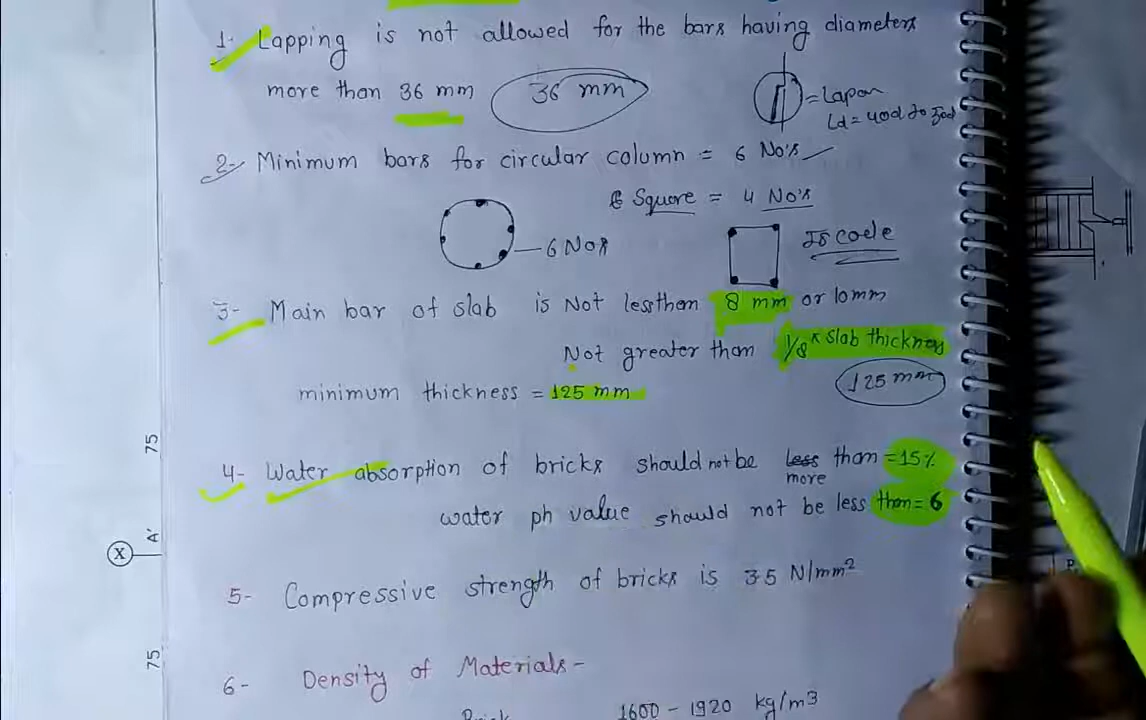 1- Lapping is not allowed for the bars having diameters
more than 36 mm 36 mm
= Lapan
Ld = 40d to 50d
2- Minimum bars for circular column = 6 No's
Square = 4 No's
6 Nos
IS code
3- Main bar of slab is Not lessthan 8 mm or 10mm
Not greater than 1/8 x slab thickness
125 mm
minimum thickness = 125 mm
75
4- Water absorption of bricks should not be less than = 15%
more
water ph value should not be less than = 6
A'
X
5- Compressive strength of bricks is 3.5 N/mm²
75
6- Density of Materials-
Brick 1600 - 1920 kg/m3